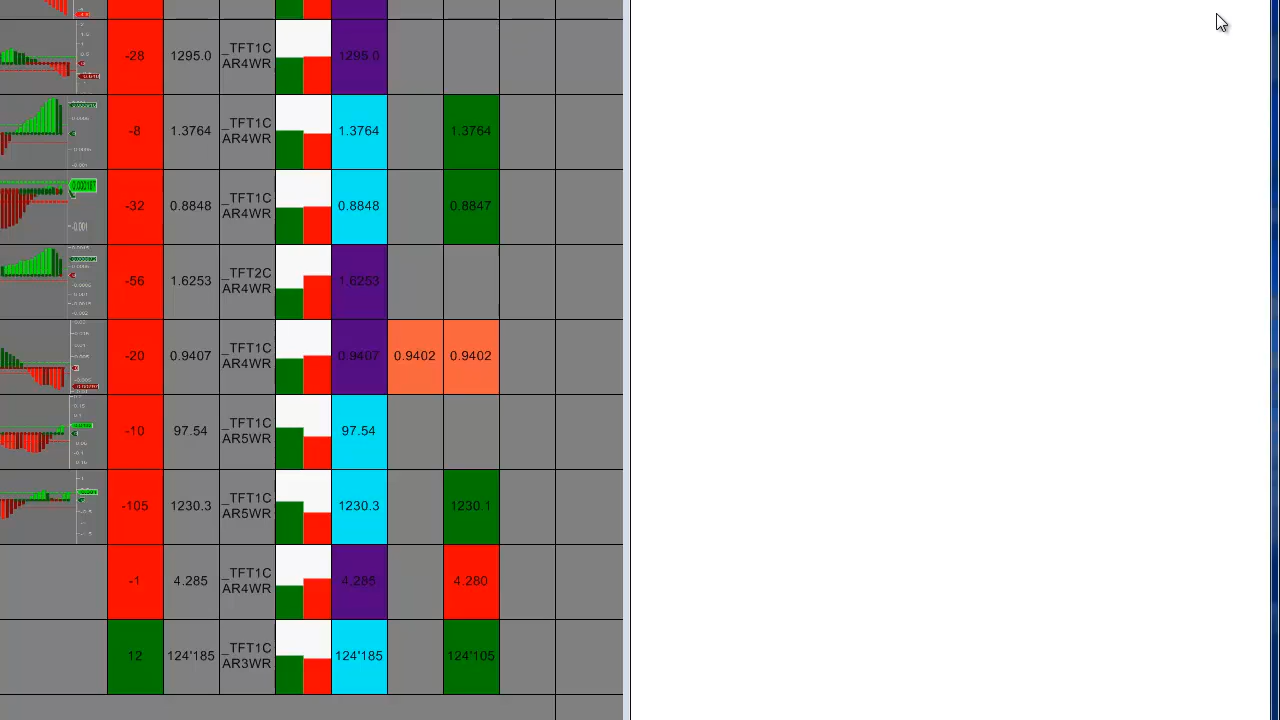 -28 1295.0 _TFT1C 1295.0
AR4WR
-8 1.3764 _TFT1C 1.3764 1.3764
AR4WR
-32 0.8848 _TFT1C 0.8848 0.8847
AR4WR
-0.001
-56 1.6253 _TFT2C 1.6253
AR4WR
-20 0.9407 _TFT1C 0.9407 0.9402 0.9402
AR4WR
-10 97.54 _TFT1C 97.54
AR5WR
-105 1230.3 _TFT1C 1230.3 1230.1
AR5WR
-1 4.285 _TFT1C 4.285 4.280
AR4WR
12 124'185 _TFT1C 124'185 124'105
AR3WR